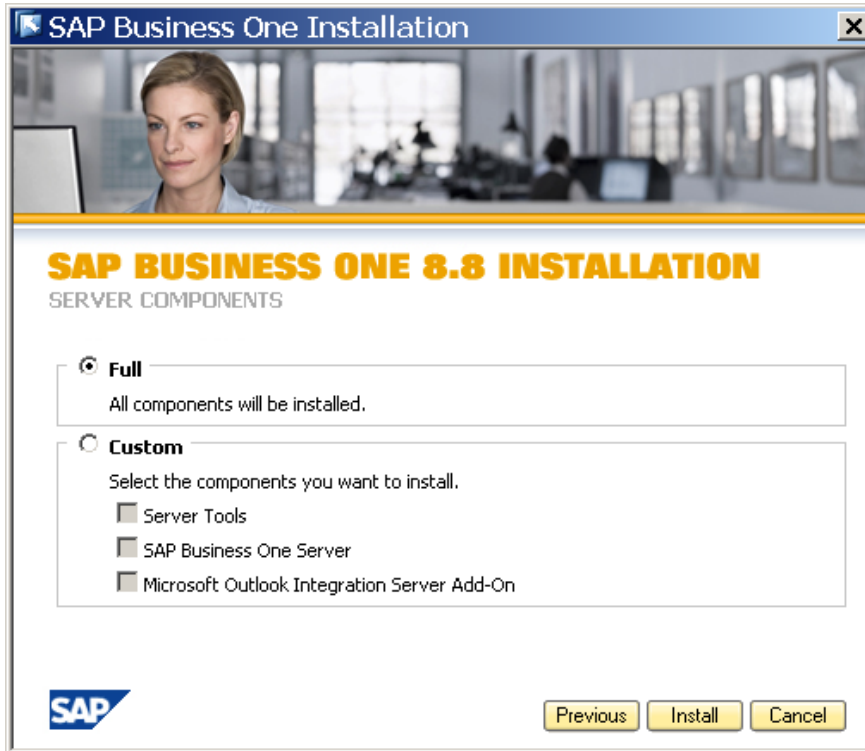 SAP Business One Installation
SAP BUSINESS ONE 8.8 INSTALLATION
SERVER COMPONENTS
Full
All components will be installed.
Custom
Select the components you want to install.
Server Tools
SAP Business One Server
Microsoft Outlook Integration Server Add-On
SAP
Previous Install Cancel